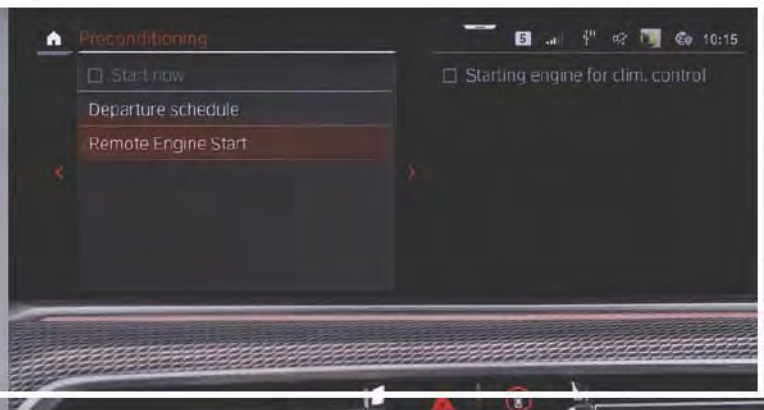 Preconditioning
5 10:15
Start now
Departure schedule
Remote Engine Start
Starting engine for clim. control